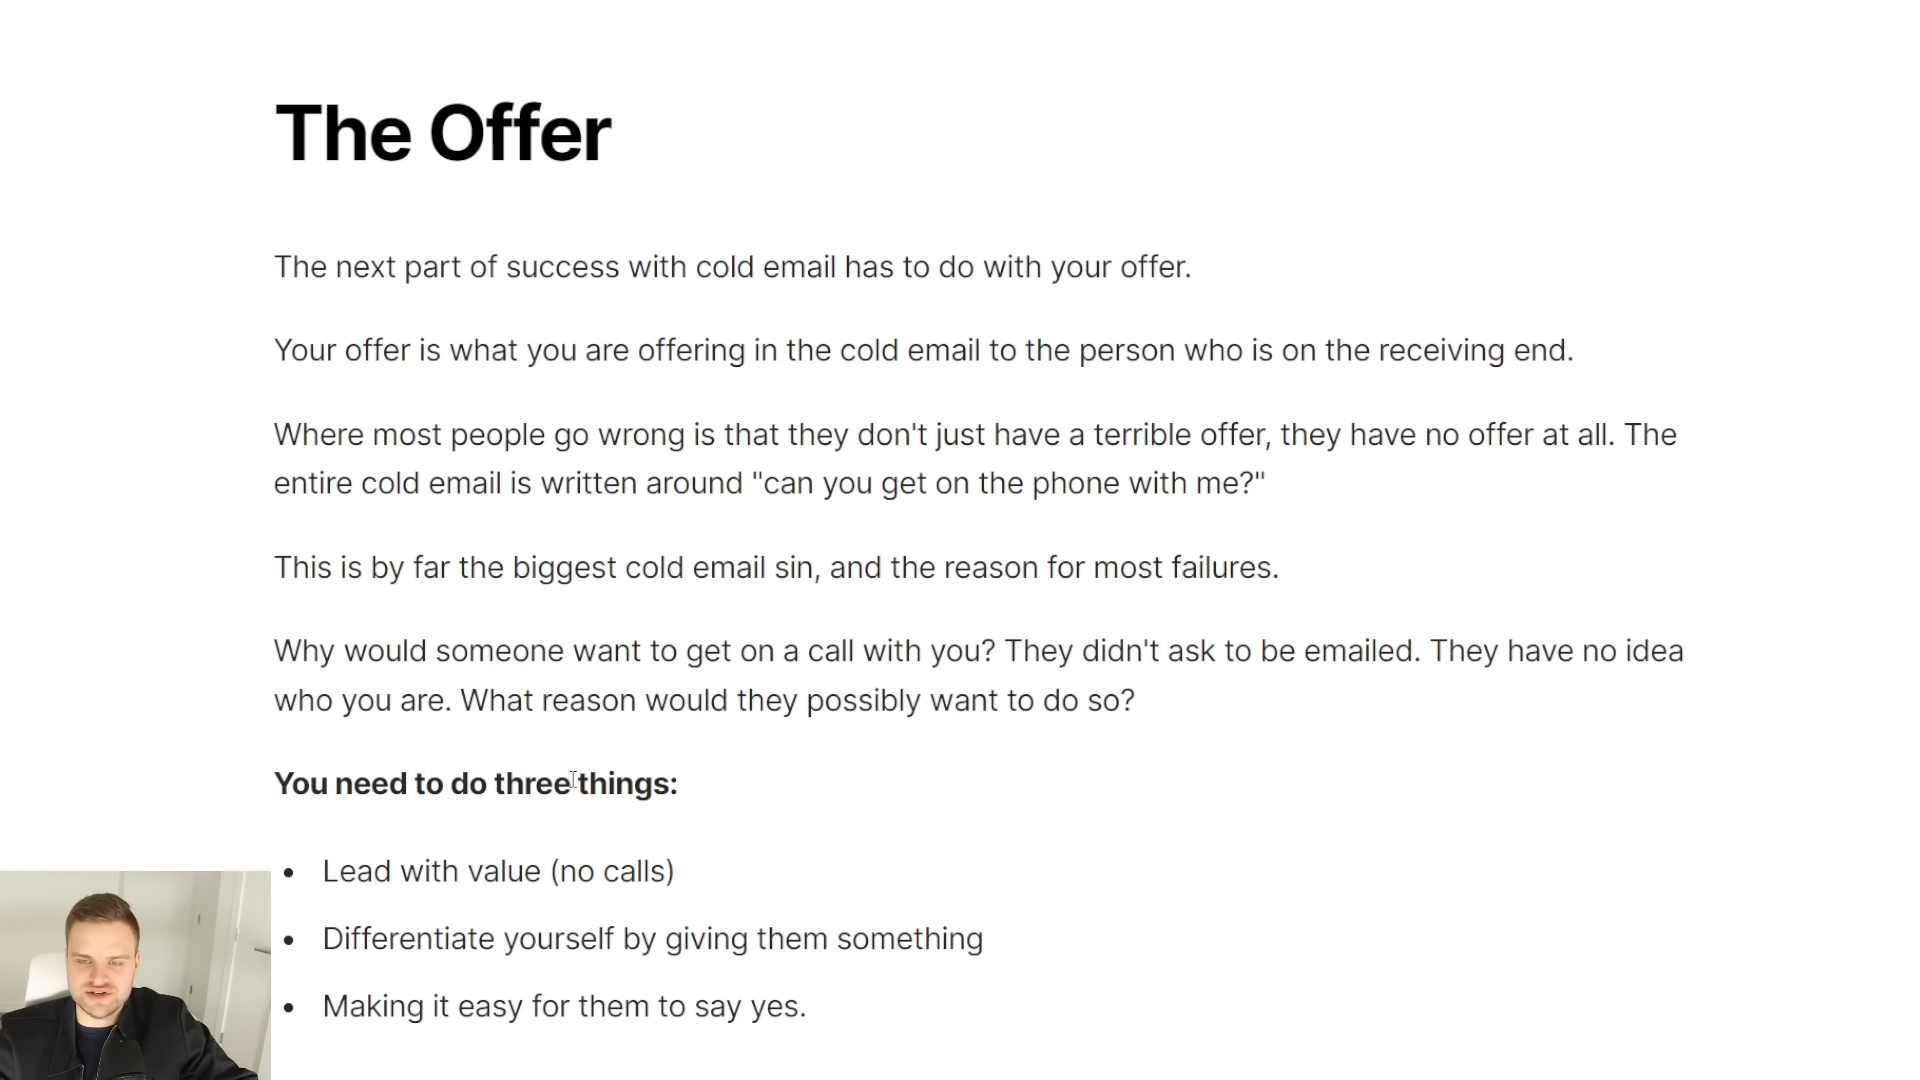 The Offer
The next part of success with cold email has to do with your offer.
Your offer is what you are offering in the cold email to the person who is on the receiving end.
Where most people go wrong is that they don't just have a terrible offer, they have no offer at all. The
entire cold email is written around "can you get on the phone with me?"
This is by far the biggest cold email sin, and the reason for most failures.
Why would someone want to get on a call with you? They didn't ask to be emailed. They have no idea
who you are. What reason would they possibly want to do so?
You need to do three things:
• Lead with value (no calls)
• Differentiate yourself by giving them something
• Making it easy for them to say yes.